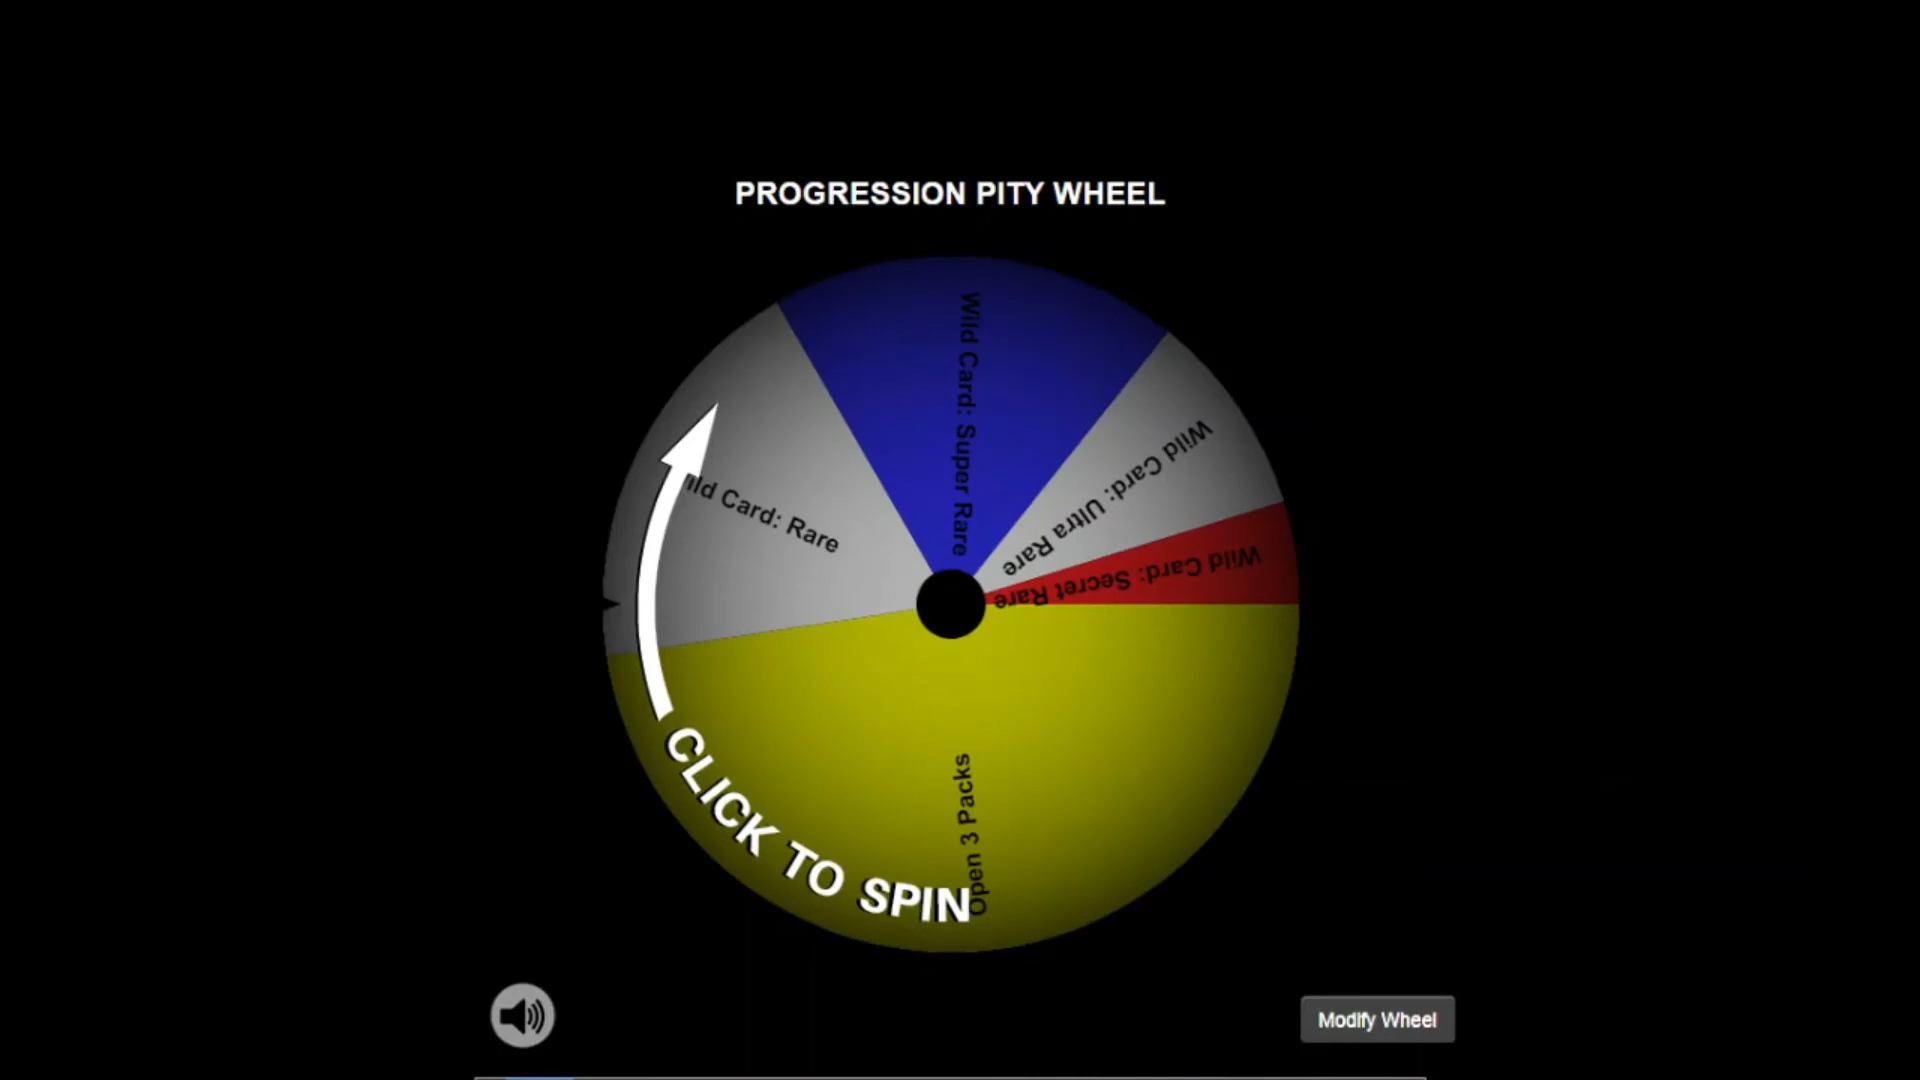 PROGRESSION PITY WHEEL
Wild Card: Super Rare
Wild Card: Ultra Rare
Wild Card: Secret Rare
Card: Rare
Open 3 Packs
CLICK TO SPIN
Modify Wheel